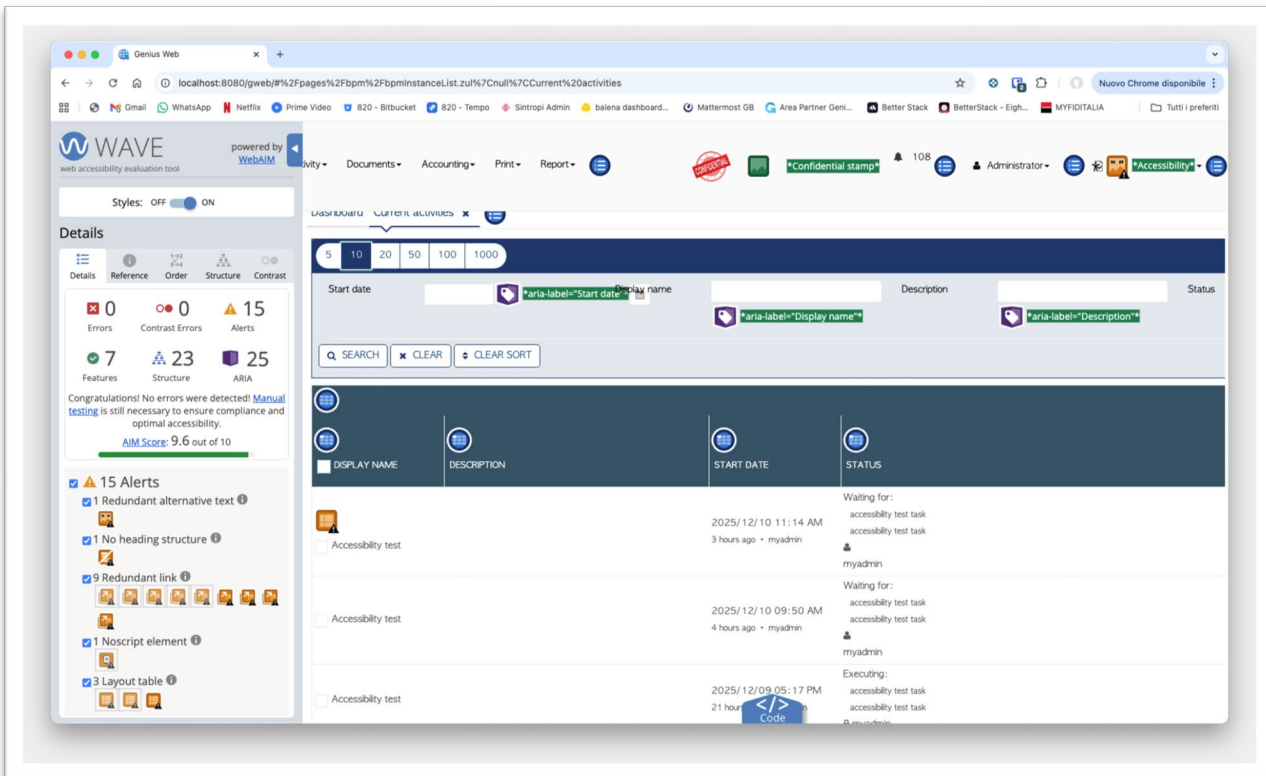 Genius Web
localhost:8080/gweb/#%2Fpages%2Fbpm%2FbpmInstanceList.zul%7Cnull%7CCurrent%20activities
Nuovo Chrome disponibile
Gmail WhatsApp Netflix Prime Video 820 - Bitbucket 820 - Tempo Sintropi Admin balena dashboard... Mattermost GB Area Partner Geni... Better Stack BetterStack - Eigh... MYFIDITALIA Tutti i preferiti
WAVE
web accessibility evaluation tool
powered by
WebAIM
Styles: OFF ON
Details
Details Reference Order Structure Contrast
0 0 15
Errors Contrast Errors Alerts
7 23 25
Features Structure ARIA
Congratulations! No errors were
detected! Manual
testing is still necessary to ensure compliance and
optimal accessibility.
AIM Score: 9.6 out of 10
15 Alerts
1 Redundant alternative text
1 No heading structure
9 Redundant link
1 Noscript element
3 Layout table
ivity Documents Accounting Print Report CONFIDENTIAL *Confidential stamp* 108 Administrator *Accessibility*
Dashboard Current activities
5 10 20 50 100 1000
Start date *aria-label="Start date"* Display name Description Status
*aria-label="Display name"* *aria-label="Description"*
SEARCH CLEAR CLEAR SORT
DISPLAY NAME DESCRIPTION START DATE STATUS
Accessibility test
2025/12/10 11:14 AM
3 hours ago • myadmin
Waiting for:
accessibility test task
accessibility test task
myadmin
Accessibility test
2025/12/10 09:50 AM
4 hours ago • myadmin
Waiting for:
accessibility test task
accessibility test task
myadmin
Accessibility test
2025/12/09 05:17 PM
21 hour
Executing:
accessibility test task
accessibility test task
myadmin
</>
Code